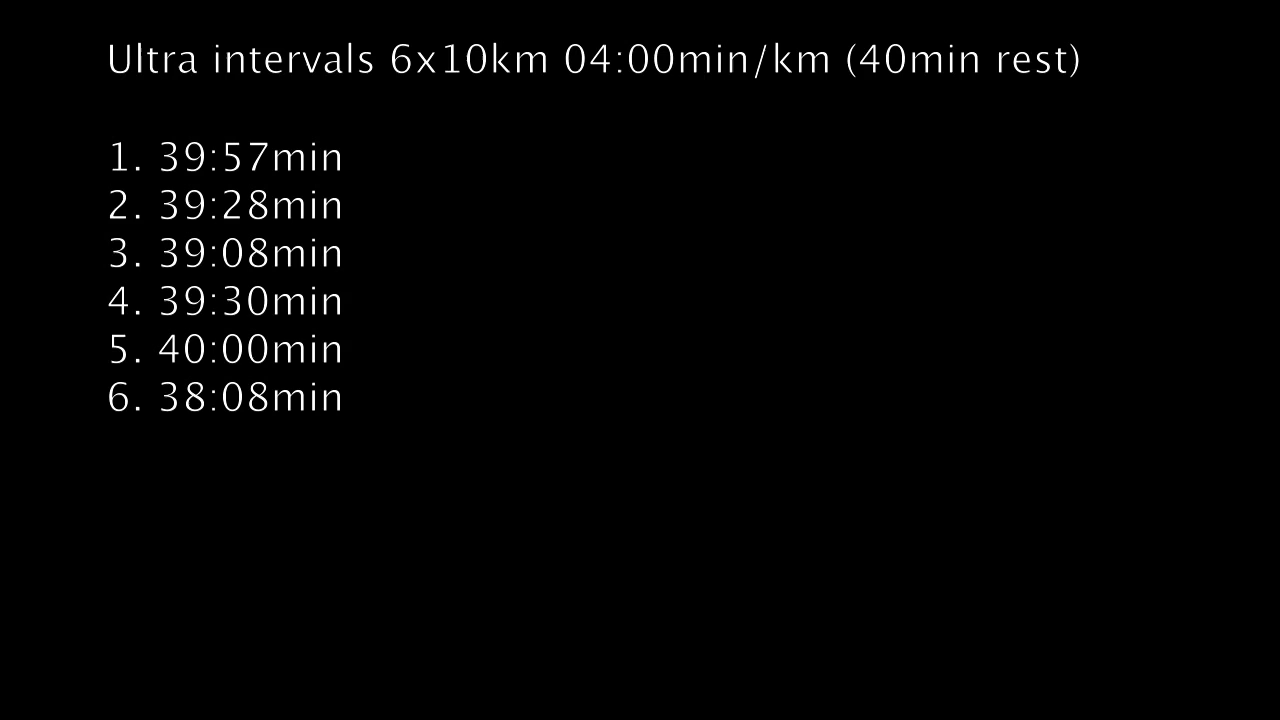 Ultra intervals 6x10km 04:00min/km (40min rest)
1. 39:57min
2. 39:28min
3. 39:08min
4. 39:30min
5. 40:00min
6. 38:08min